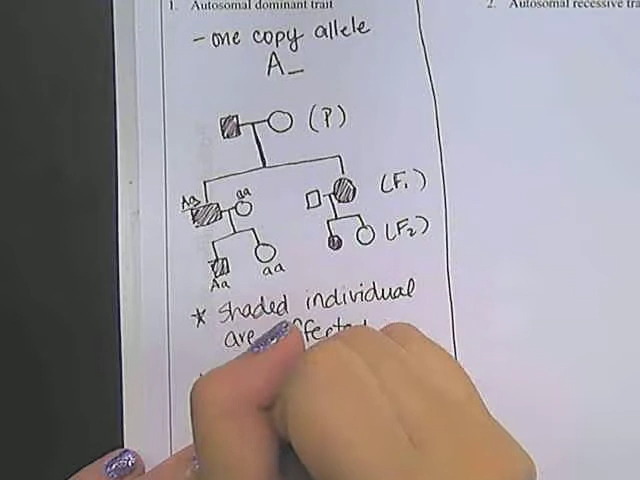 1. Autosomal dominant trait
2. Autosomal recessive tra
- one copy allele
A_
(P)
Aa aa (F1)
(F2)
Aa aa
* Shaded individual
are